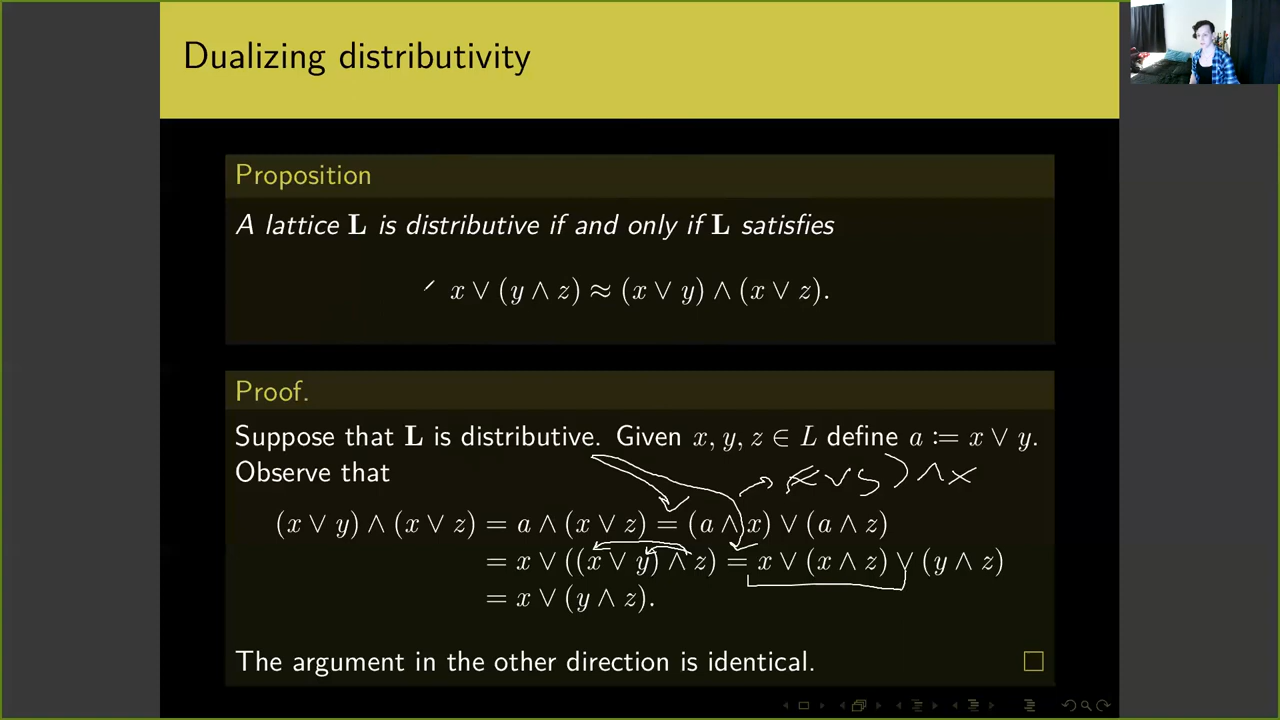 Dualizing distributivity
Proposition
A lattice L is distributive if and only if L satisfies
x ∨ (y ∧ z) ≈ (x ∨ y) ∧ (x ∨ z).
Proof.
Suppose that L is distributive. Given x, y, z ∈ L define a := x ∨ y.
Observe that
(x ∨ y) ∧ x
(x ∨ y) ∧ (x ∨ z) = a ∧ (x ∨ z) = (a ∧ x) ∨ (a ∧ z)
= x ∨ ((x ∨ y) ∧ z) = x ∨ (x ∧ z) ∨ (y ∧ z)
= x ∨ (y ∧ z).
The argument in the other direction is identical.